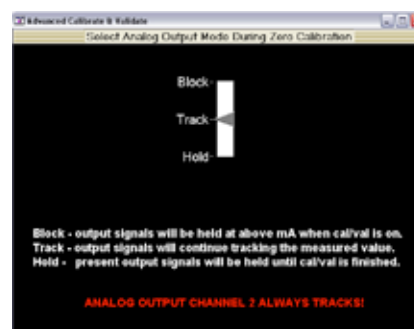 Advanced Calibrate & Validate
Select Analog Output Mode During Zero Calibration
Block
Track
Hold
Block - output signals will be held at above mA when cal/val is on.
Track - output signals will continue tracking the measured value.
Hold - present output signals will be held until cal/val is finished.
ANALOG OUTPUT CHANNEL 2 ALWAYS TRACKS!